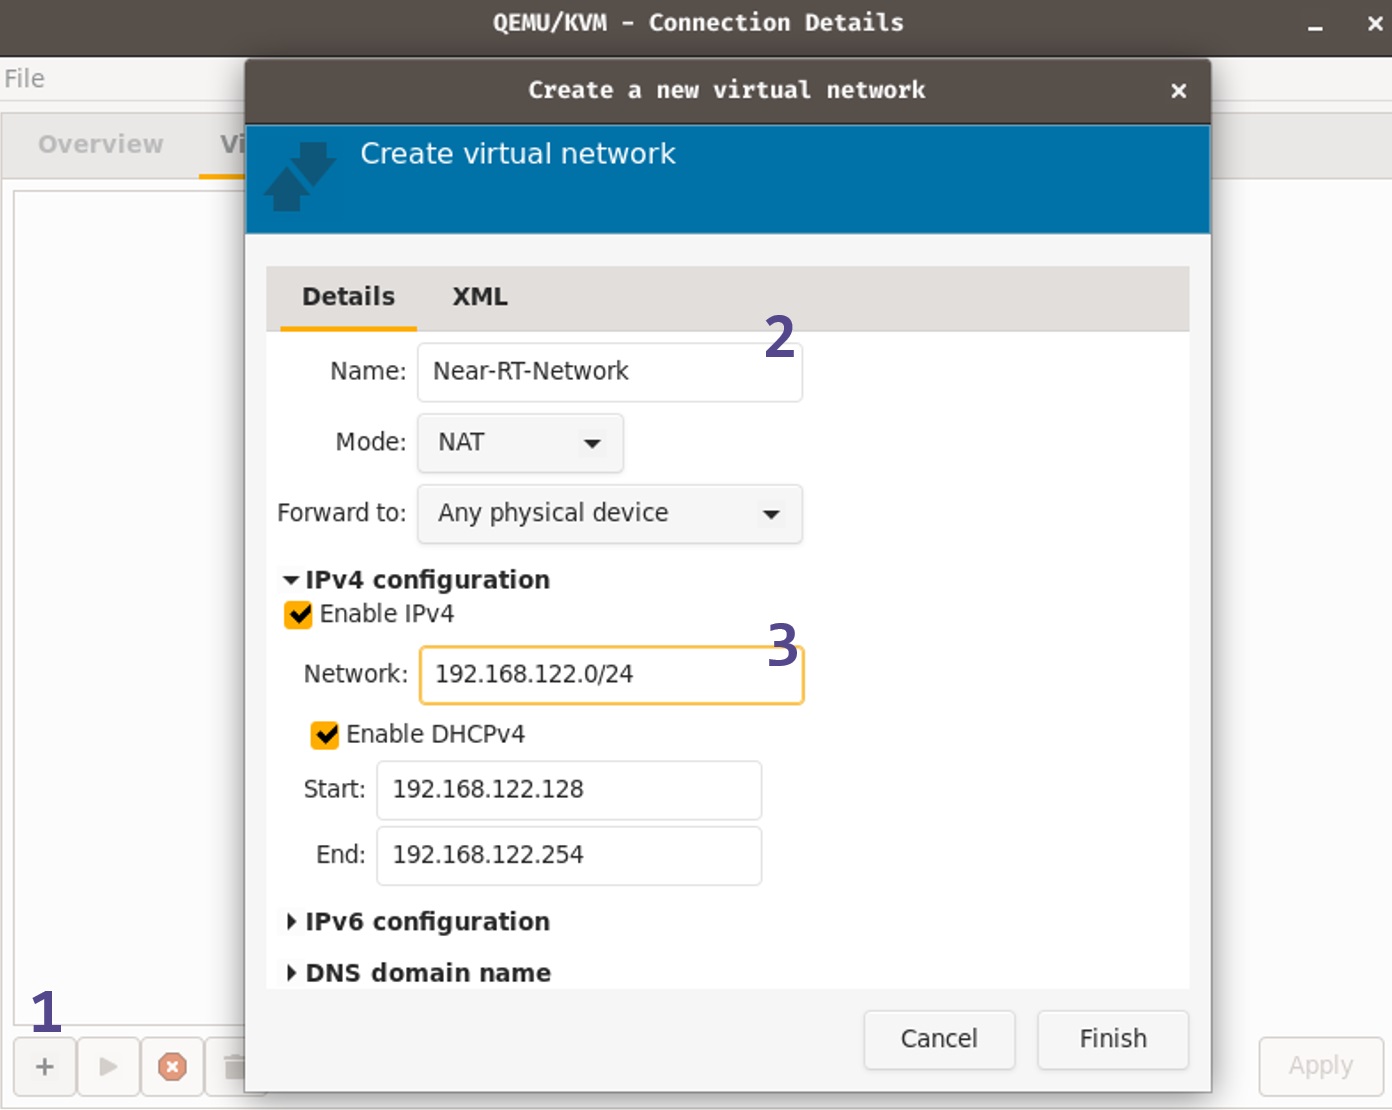 QEMU/KVM - Connection Details
File
Create a new virtual network
Overview
Vi
Create virtual network
Details XML
2
Name: Near-RT-Network
Mode: NAT
Forward to: Any physical device
IPv4 configuration
Enable IPv4
3
Network: 192.168.122.0/24
Enable DHCPv4
Start: 192.168.122.128
End: 192.168.122.254
IPv6 configuration
DNS domain name
1
Cancel Finish
Apply